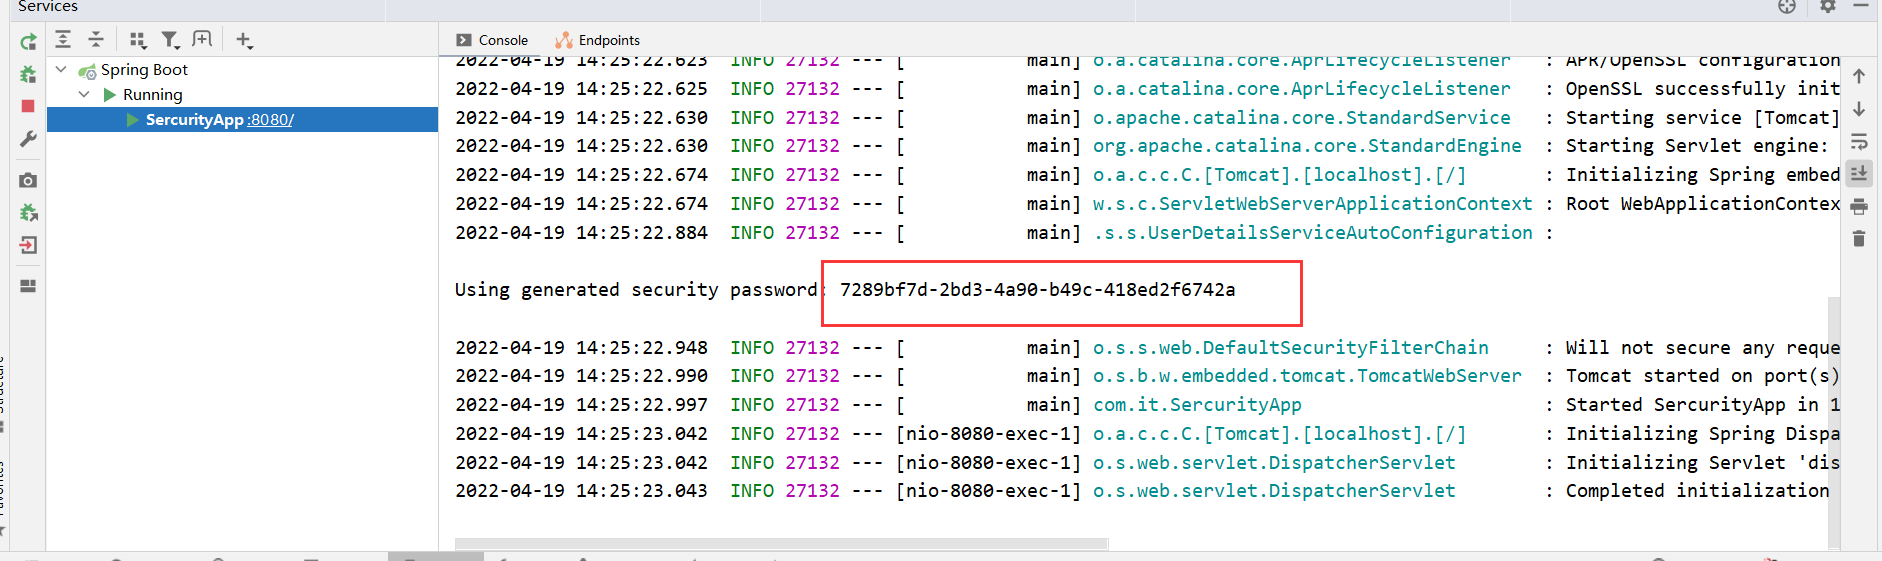 Services
Console
Endpoints
Spring Boot
Running
SercurityApp :8080/
2022-04-19 14:25:22.623 INFO 27132 --- [ main] o.a.catalina.core.AprLifecycleListener : APR/OpenSSL configuration
2022-04-19 14:25:22.625 INFO 27132 --- [ main] o.a.catalina.core.AprLifecycleListener : OpenSSL successfully init
2022-04-19 14:25:22.630 INFO 27132 --- [ main] o.apache.catalina.core.StandardService : Starting service [Tomcat]
2022-04-19 14:25:22.630 INFO 27132 --- [ main] org.apache.catalina.core.StandardEngine : Starting Servlet engine:
2022-04-19 14:25:22.674 INFO 27132 --- [ main] o.a.c.c.C.[Tomcat].[localhost].[/] : Initializing Spring embed
2022-04-19 14:25:22.674 INFO 27132 --- [ main] w.s.c.ServletWebServerApplicationContext : Root WebApplicationContex
2022-04-19 14:25:22.884 INFO 27132 --- [ main] .s.s.UserDetailsServiceAutoConfiguration :
Using generated security password: 7289bf7d-2bd3-4a90-b49c-418ed2f6742a
2022-04-19 14:25:22.948 INFO 27132 --- [ main] o.s.s.web.DefaultSecurityFilterChain : Will not secure any reque
2022-04-19 14:25:22.990 INFO 27132 --- [ main] o.s.b.w.embedded.tomcat.TomcatWebServer : Tomcat started on port(s)
2022-04-19 14:25:22.997 INFO 27132 --- [ main] com.it.SercurityApp : Started SercurityApp in 1
2022-04-19 14:25:23.042 INFO 27132 --- [nio-8080-exec-1] o.a.c.c.C.[Tomcat].[localhost].[/] : Initializing Spring Dispa
2022-04-19 14:25:23.042 INFO 27132 --- [nio-8080-exec-1] o.s.web.servlet.DispatcherServlet : Initializing Servlet 'dis
2022-04-19 14:25:23.043 INFO 27132 --- [nio-8080-exec-1] o.s.web.servlet.DispatcherServlet : Completed initialization